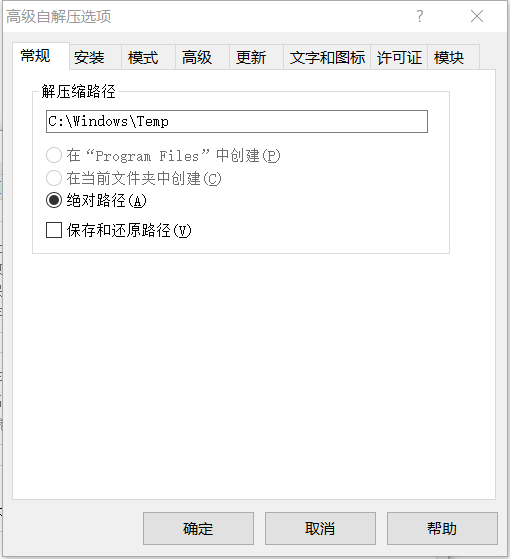 高级自解压选项
常规 安装 模式 高级 更新 文字和图标 许可证 模块
解压缩路径
C:\Windows\Temp
在“Program Files”中创建(P)
在当前文件夹中创建(C)
绝对路径(A)
保存和还原路径(V)
确定 取消 帮助